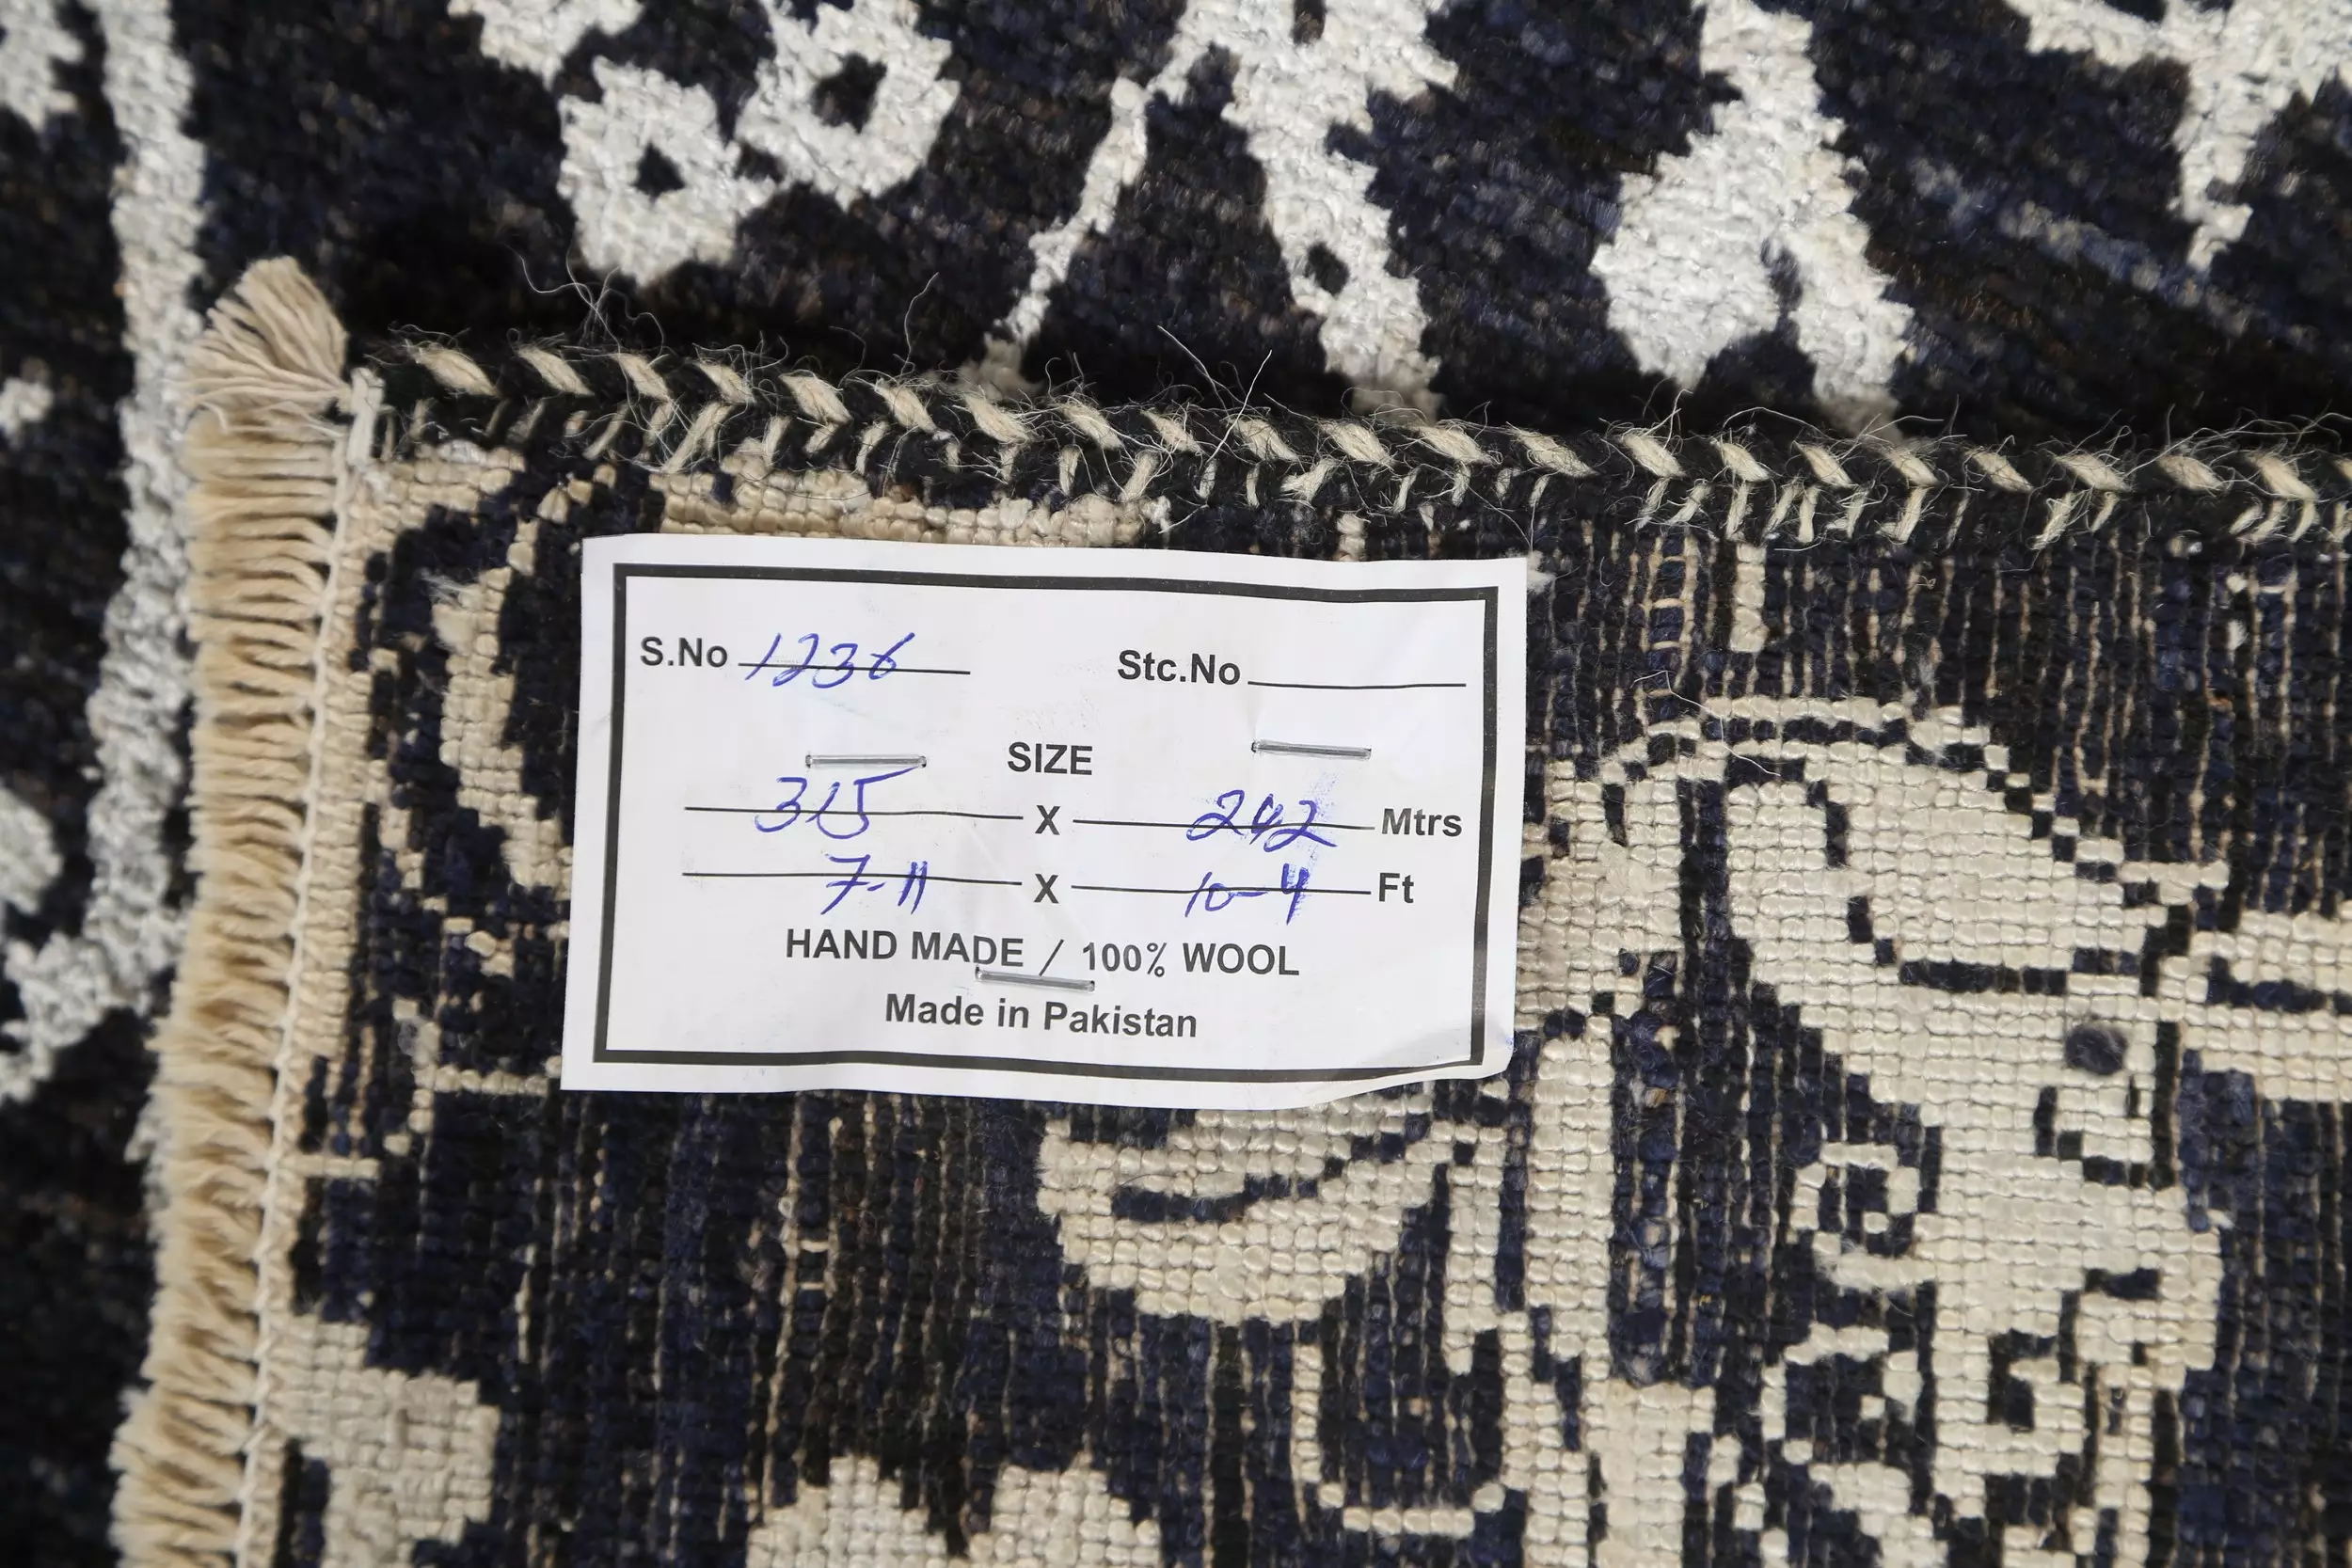 S.No 1236 Stc.No
SIZE
315 X 242 Mtrs
7-11 X 10-4 Ft
HAND MADE / 100% WOOL
Made in Pakistan